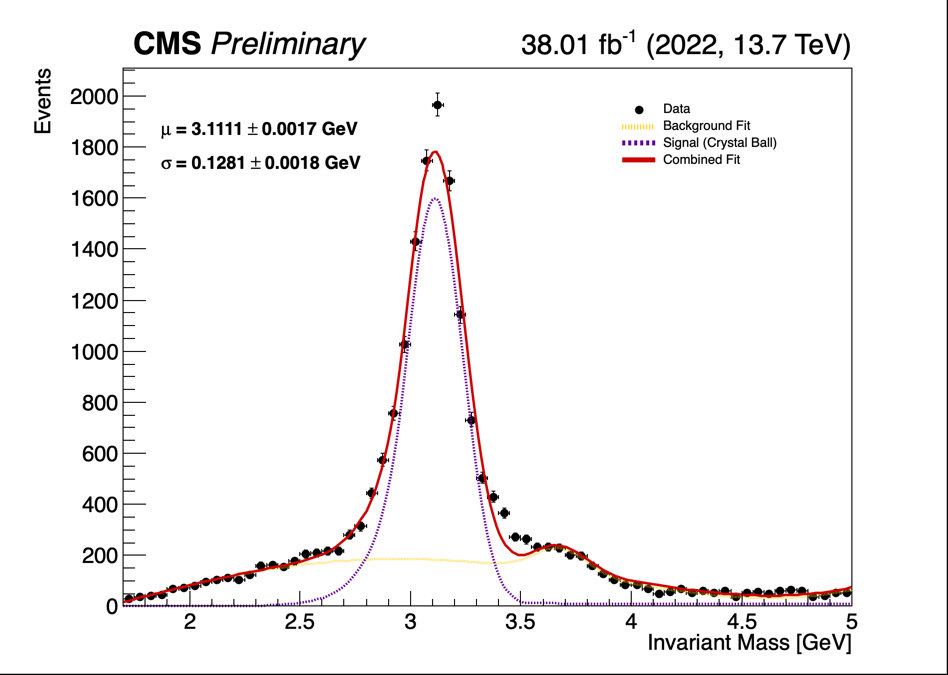 CMS Preliminary
38.01 fb⁻¹ (2022, 13.7 TeV)
Events
2000
1800
1600
1400
1200
1000
800
600
400
200
0
μ = 3.1111 ± 0.0017 GeV
σ = 0.1281 ± 0.0018 GeV
Data
Background Fit
Signal (Crystal Ball)
Combined Fit
2 2.5 3 3.5 4 4.5 5
Invariant Mass [GeV]